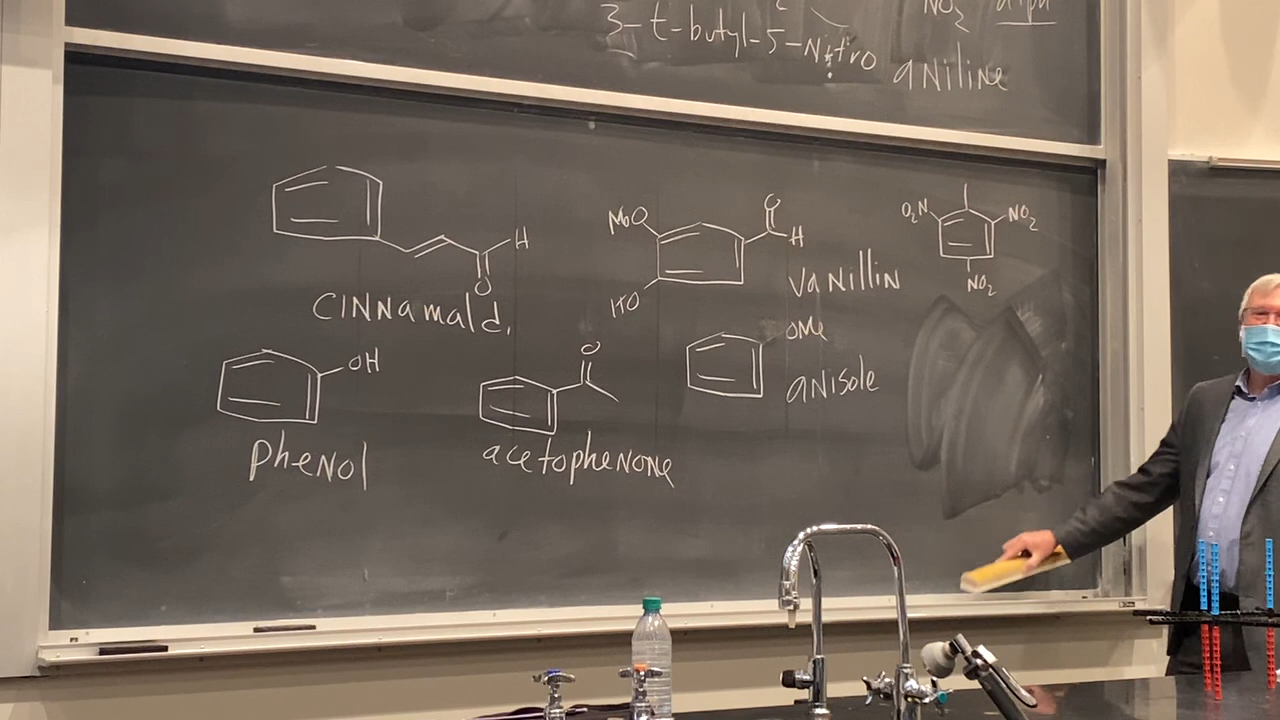 NO2
3-t-butyl-5-Nitro
aniline
H
O
CINNamald.
MeO
O
H
HO
VaNillin
O2N
NO2
NO2
OH
PheNol
O
acetopheNoNe
OMe
aNisole